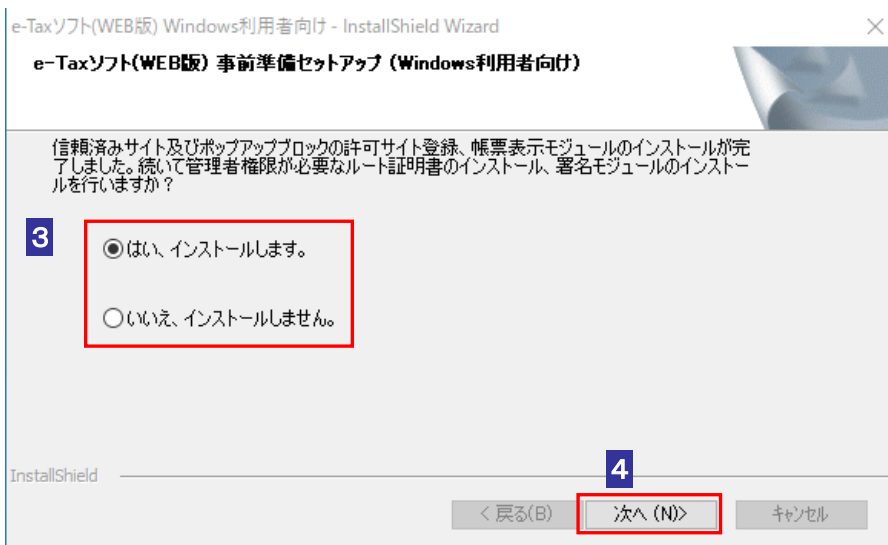 e-Taxソフト(WEB版) Windows利用者向け - InstallShield Wizard
e-Taxソフト(WEB版) 事前準備セットアップ (Windows利用者向け)
信頼済みサイト及びポップアップブロックの許可サイト登録、帳票表示モジュールのインストールが完
了しました。続いて管理者権限が必要なルート証明書のインストール、署名モジュールのインストー
ルを行いますか？
3
はい、インストールします。
いいえ、インストールしません。
InstallShield
4
< 戻る(B)
次へ (N)>
キャンセル